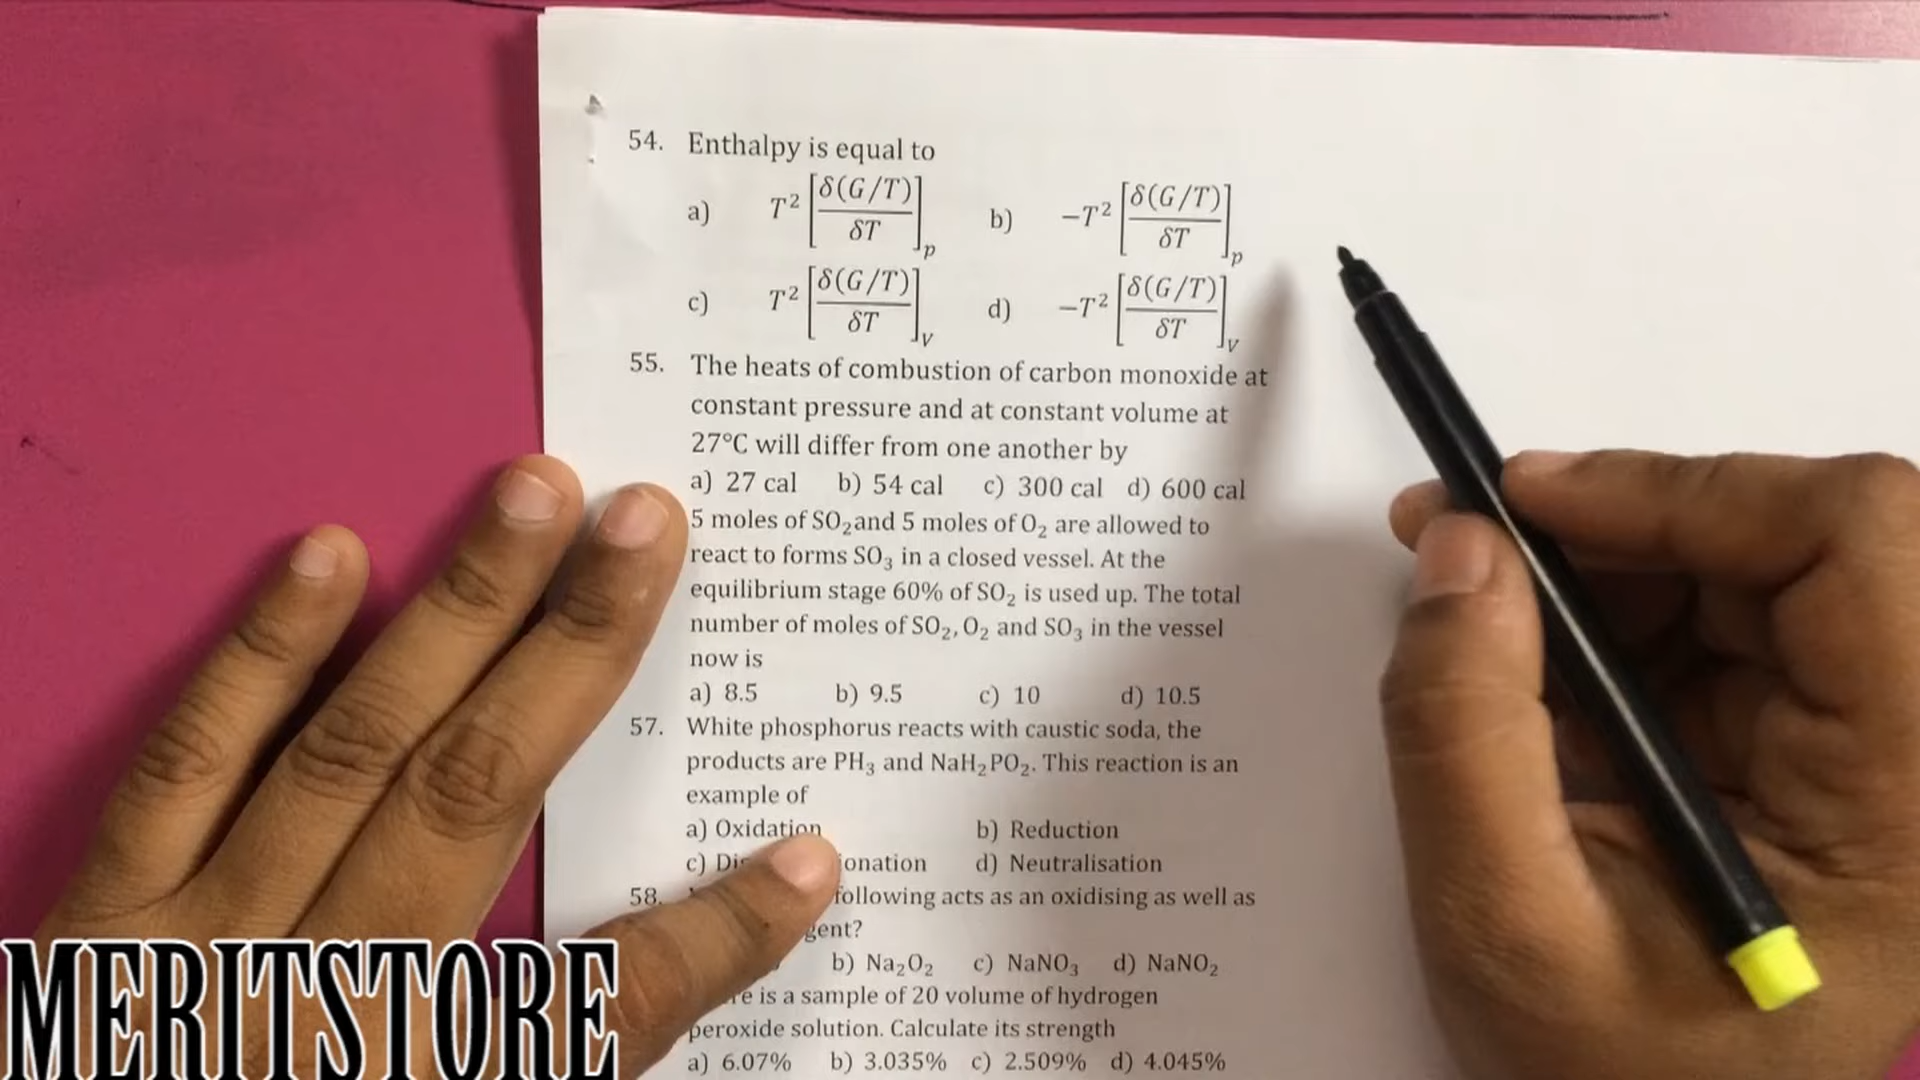 54. Enthalpy is equal to
a) T² [δ(G/T)/δT]ₚ b) −T² [δ(G/T)/δT]ₚ
c) T² [δ(G/T)/δT]ᵥ d) −T² [δ(G/T)/δT]ᵥ
55. The heats of combustion of carbon monoxide at
constant pressure and at constant volume at
27°C will differ from one another by
a) 27 cal b) 54 cal c) 300 cal d) 600 cal
5 moles of SO₂and 5 moles of O₂ are allowed to
react to forms SO₃ in a closed vessel. At the
equilibrium stage 60% of SO₂ is used up. The total
number of moles of SO₂, O₂ and SO₃ in the vessel
now is
a) 8.5 b) 9.5 c) 10 d) 10.5
57. White phosphorus reacts with caustic soda, the
products are PH₃ and NaH₂PO₂. This reaction is an
example of
a) Oxidation b) Reduction
c) d) Neutralisation
58. following acts as an oxidising as well as
b) Na₂O₂ c) NaNO₃ d) NaNO₂
is a sample of 20 volume of hydrogen
peroxide solution. Calculate its strength
a) 6.07% b) 3.035% c) 2.509% d) 4.045%
MERITSTORE